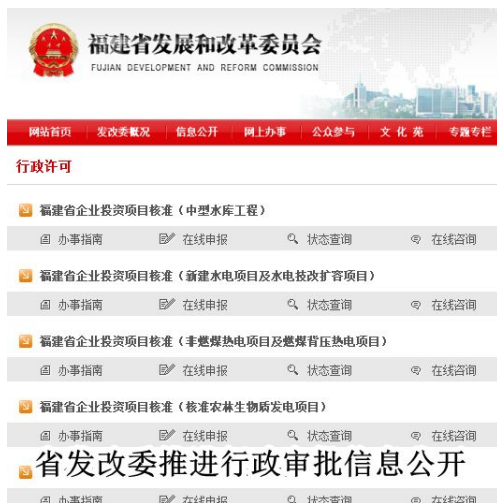 福建省发展和改革委员会
FUJIAN DEVELOPMENT AND REFORM COMMISSION
网站首页 发改委概况 信息公开 网上办事 公众参与 文化苑 专题专栏
行政许可
福建省企业投资项目核准（中型水库工程）
办事指南 在线申报 状态查询 在线咨询
福建省企业投资项目核准（新建水电项目及水电技改扩容项目）
办事指南 在线申报 状态查询 在线咨询
福建省企业投资项目核准（非燃煤热电项目及燃煤背压热电项目）
办事指南 在线申报 状态查询 在线咨询
福建省企业投资项目核准（核准农林生物质发电项目）
办事指南 在线申报 状态查询 在线咨询
省发改委推进行政审批信息公开
办事指南 在线申报 状态查询 在线咨询